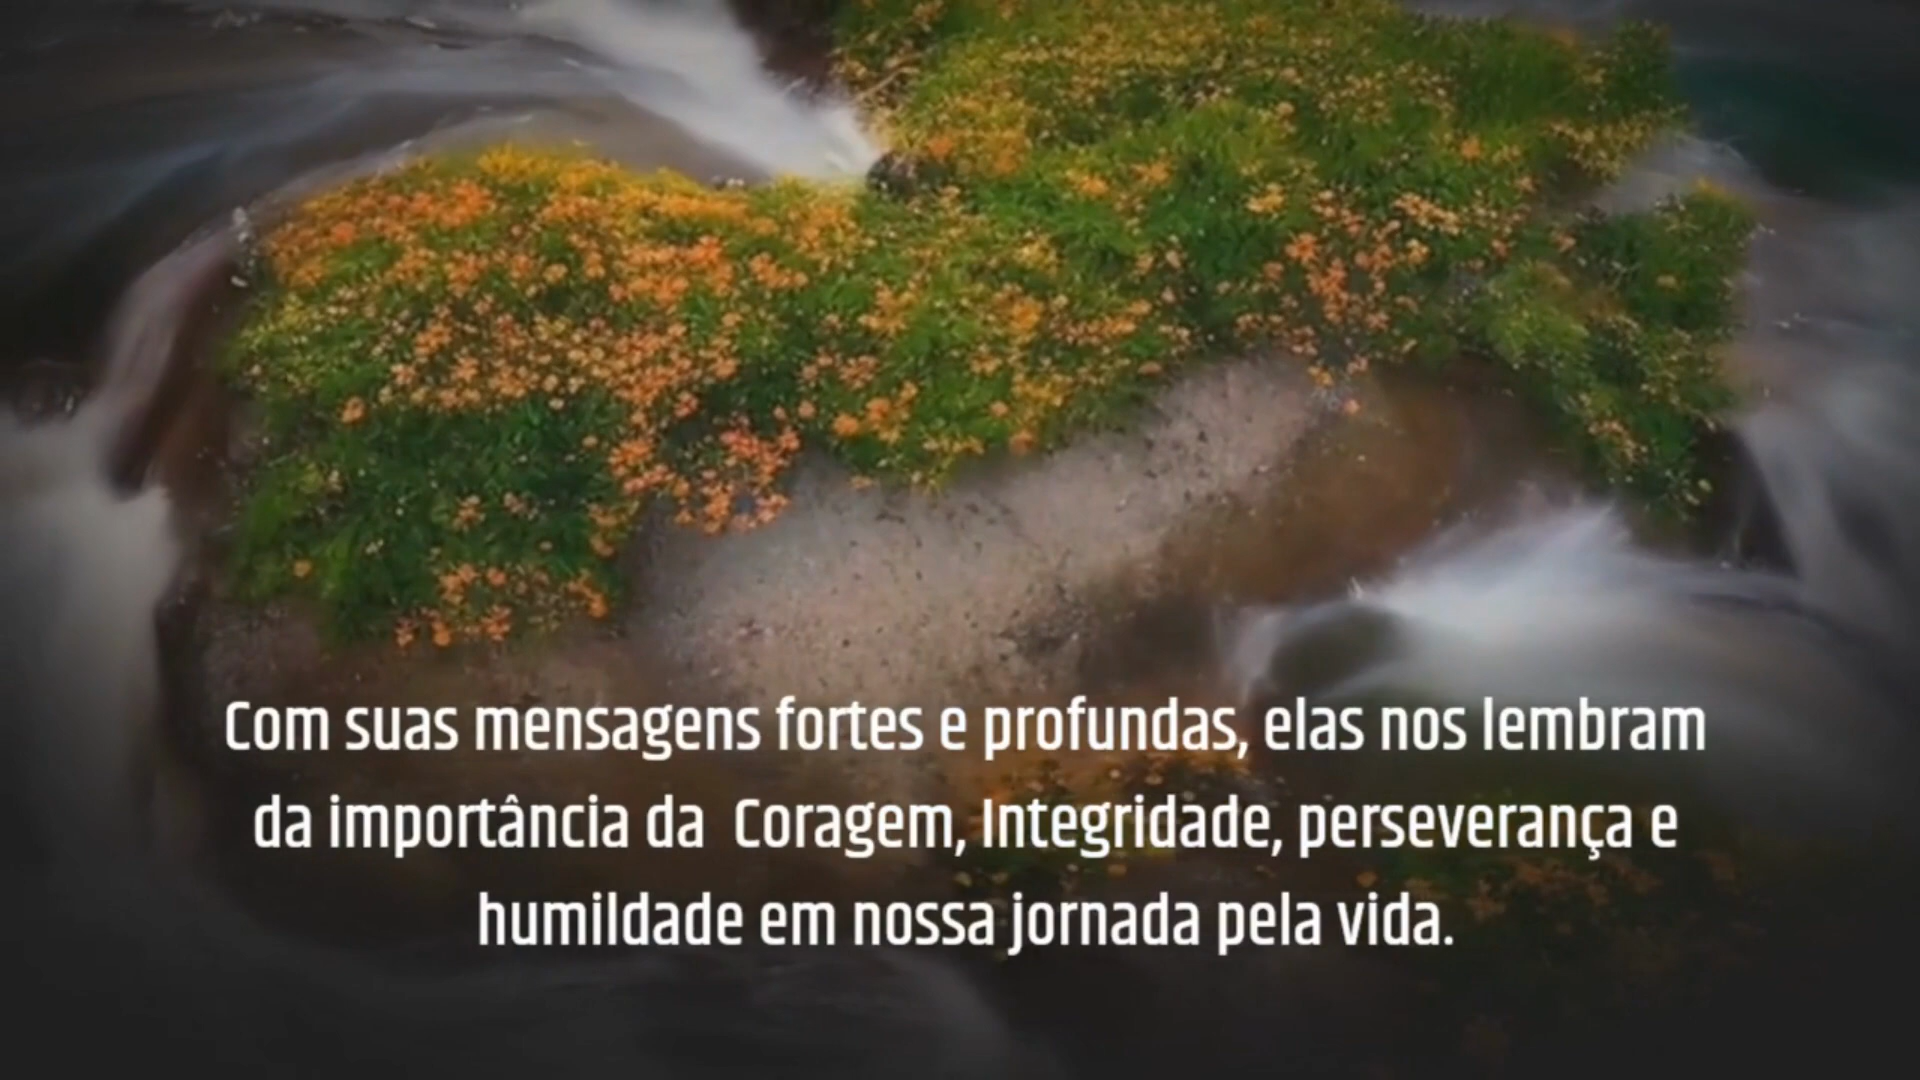 Com suas mensagens fortes e profundas, elas nos lembram
da importância da  Coragem, Integridade, perseverança e
humildade em nossa jornada pela vida.